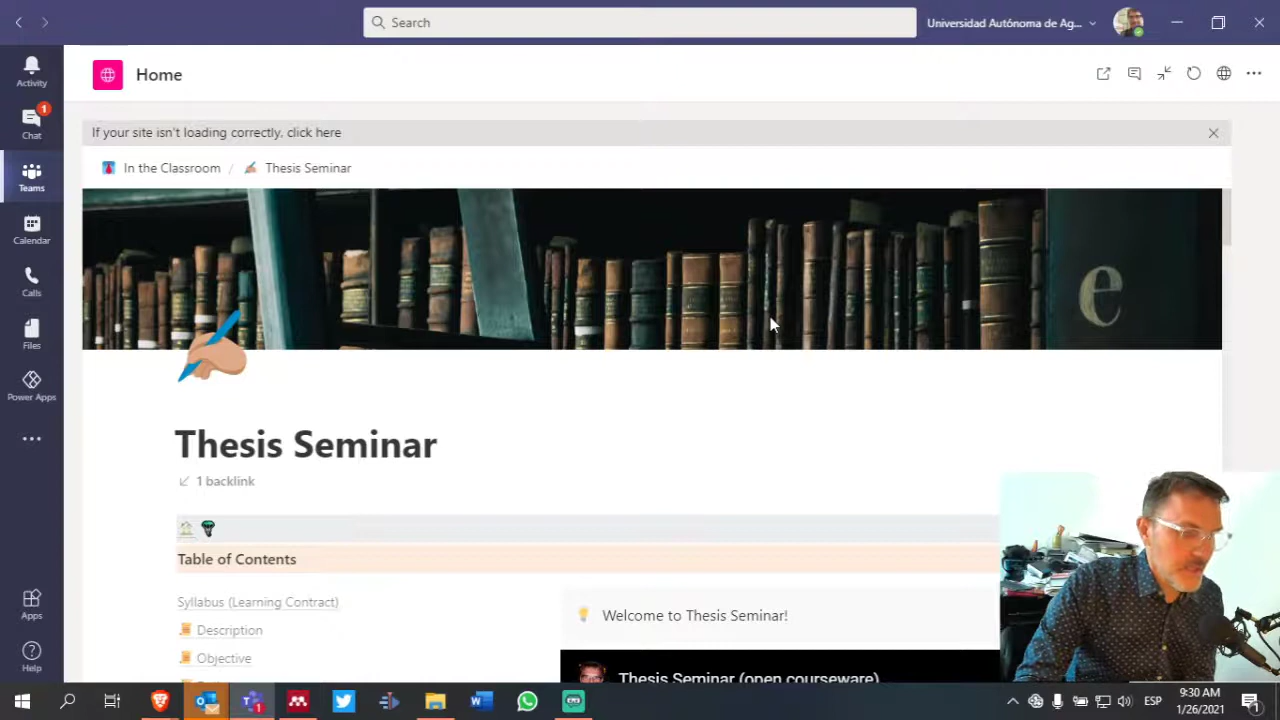 Search
Universidad Autónoma de Ag...
Activity
Home
Chat
1
If your site isn't loading correctly, click here
In the Classroom / Thesis Seminar
Teams
Calendar
e
Calls
Files
Power Apps
Thesis Seminar
1 backlink
Table of Contents
Syllabus (Learning Contract)
Apps
Welcome to Thesis Seminar!
Description
Objective
Help
Thesis Seminar (open courseware)
1
ESP
9:30 AM
1/26/2021
1